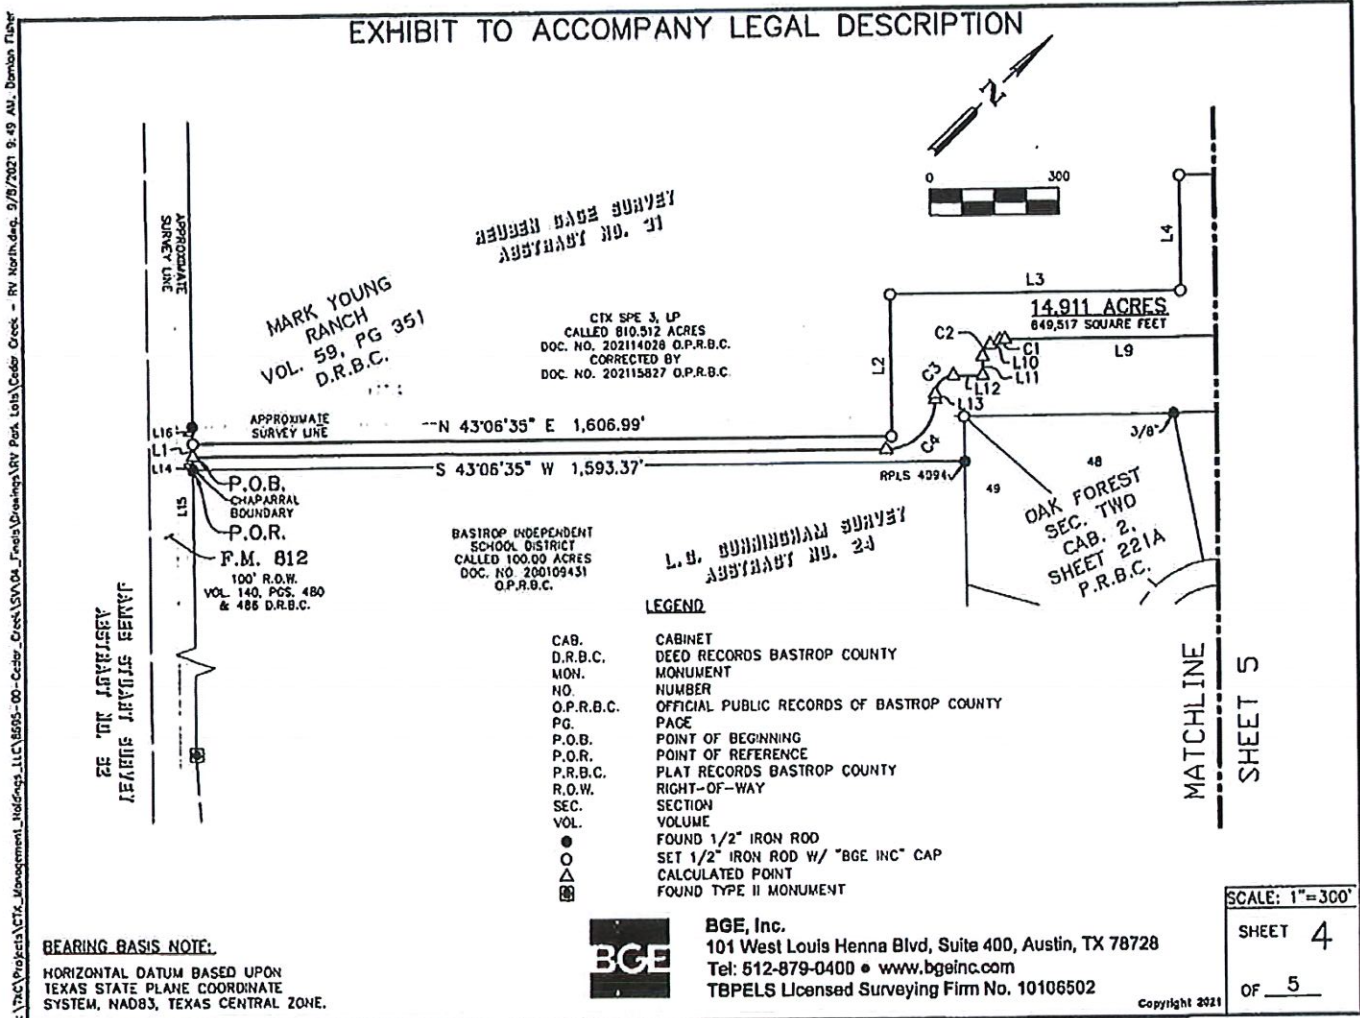 EXHIBIT TO ACCOMPANY LEGAL DESCRIPTION
N
0 300
APPROXIMATE
SURVEY LINE
REUBEN GAGE SURVEY
ABSTRACT NO. 31
MARK YOUNG
RANCH
VOL. 59, PG 351
D.R.B.C.
CTX SPE 3, LP
CALLED 810.512 ACRES
DOC. NO. 202114028 O.P.R.B.C.
CORRECTED BY
DOC. NO. 202115827 O.P.R.B.C.
L4
L3
14.911 ACRES
649,517 SQUARE FEET
L2
C2
C1
L9
L10
L11
C3
L12
L13
C4
L16
APPROXIMATE
SURVEY LINE
N 43°06'35" E 1,606.99'
L1
L14
S 43°06'35" W 1,593.37'
RPLS 4094
3/8"
L15
P.O.B.
CHAPARRAL
BOUNDARY
P.O.R.
F.M. 812
100' R.O.W.
VOL. 140, PGS. 480
& 486 D.R.B.C.
BASTROP INDEPENDENT
SCHOOL DISTRICT
CALLED 100.00 ACRES
DOC. NO. 200109431
O.P.R.B.C.
L.G. CUNNINGHAM SURVEY
ABSTRACT NO. 24
49
48
OAK FOREST
SEC. TWO
CAB. 2,
SHEET 221A
P.R.B.C.
JAMES STUART SURVEY
ABSTRACT NO.
MATCHLINE
SHEET 5
LEGEND
CAB. CABINET
D.R.B.C. DEED RECORDS BASTROP COUNTY
MON. MONUMENT
NO. NUMBER
O.P.R.B.C. OFFICIAL PUBLIC RECORDS OF BASTROP COUNTY
PG. PAGE
P.O.B. POINT OF BEGINNING
P.O.R. POINT OF REFERENCE
P.R.B.C. PLAT RECORDS BASTROP COUNTY
R.O.W. RIGHT-OF-WAY
SEC. SECTION
VOL. VOLUME
FOUND 1/2" IRON ROD
SET 1/2" IRON ROD W/ "BGE INC" CAP
CALCULATED POINT
FOUND TYPE II MONUMENT
BEARING BASIS NOTE:
HORIZONTAL DATUM BASED UPON
TEXAS STATE PLANE COORDINATE
SYSTEM, NAD83, TEXAS CENTRAL ZONE.
BGE
BGE, Inc.
101 West Louis Henna Blvd, Suite 400, Austin, TX 78728
Tel: 512-879-0400 • www.bgeinc.com
TBPELS Licensed Surveying Firm No. 10106502
Copyright 2021
SCALE: 1"=300'
SHEET 4
OF 5